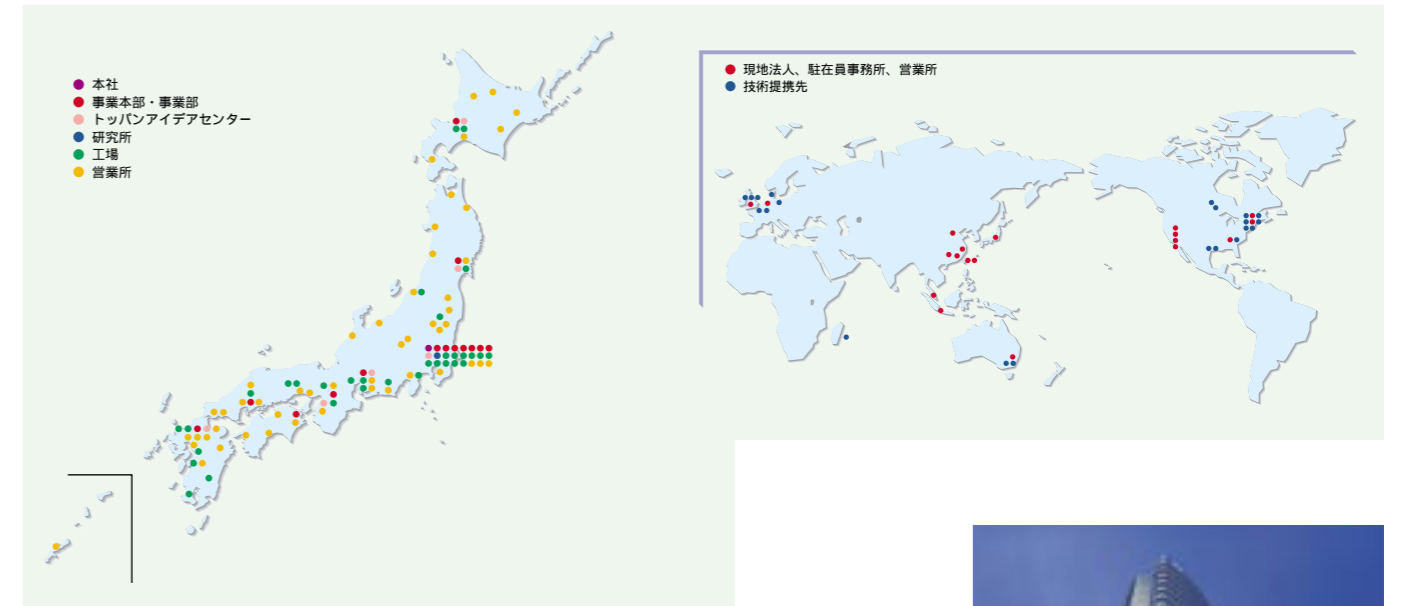 本社
事業本部・事業部
トッパンアイデアセンター
研究所
工場
営業所
現地法人、駐在員事務所、営業所
技術提携先